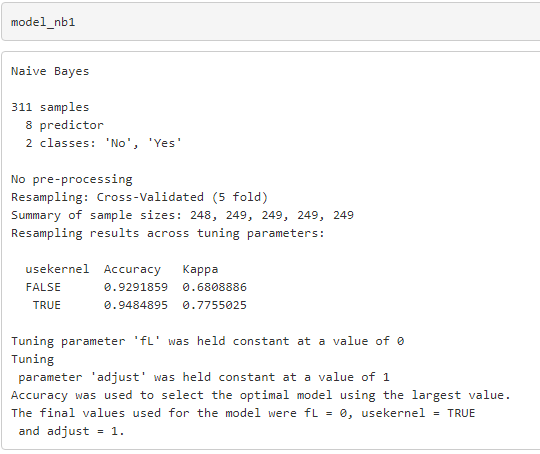 model_nb1
Naive Bayes
311 samples
8 predictor
2 classes: 'No', 'Yes'
No pre-processing
Resampling: Cross-Validated (5 fold)
Summary of sample sizes: 248, 249, 249, 249, 249
Resampling results across tuning parameters:
usekernel Accuracy Kappa
FALSE 0.9291859 0.6808886
TRUE 0.9484895 0.7755025
Tuning parameter 'fL' was held constant at a value of 0
Tuning
parameter 'adjust' was held constant at a value of 1
Accuracy was used to select the optimal model using the largest value.
The final values used for the model were fL = 0, usekernel = TRUE
and adjust = 1.